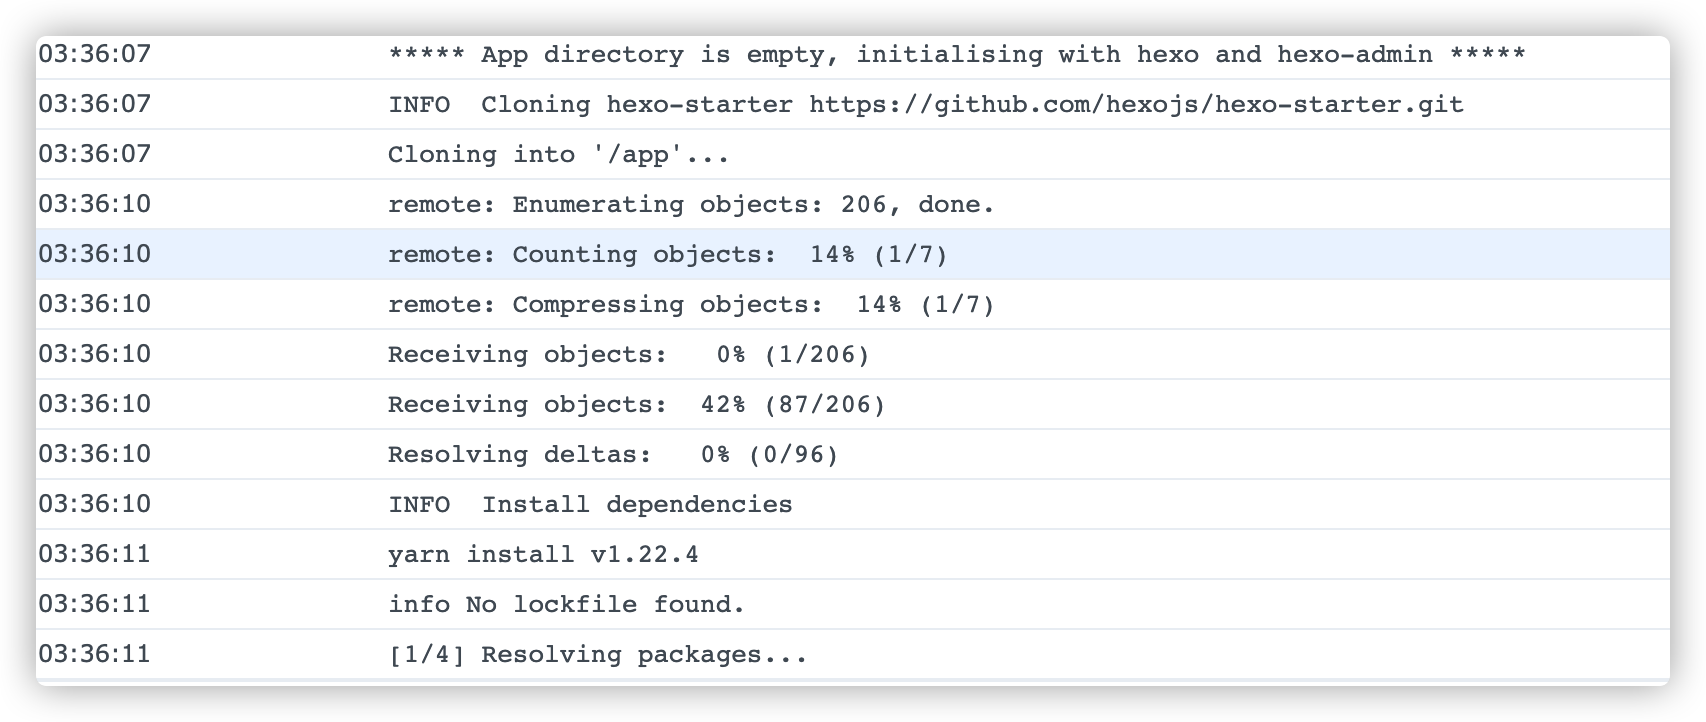 03:36:07 ***** App directory is empty, initialising with hexo and hexo-admin *****
03:36:07 INFO  Cloning hexo-starter https://github.com/hexojs/hexo-starter.git
03:36:07 Cloning into '/app'...
03:36:10 remote: Enumerating objects: 206, done.
03:36:10 remote: Counting objects:  14% (1/7)
03:36:10 remote: Compressing objects:  14% (1/7)
03:36:10 Receiving objects:   0% (1/206)
03:36:10 Receiving objects:  42% (87/206)
03:36:10 Resolving deltas:   0% (0/96)
03:36:10 INFO  Install dependencies
03:36:11 yarn install v1.22.4
03:36:11 info No lockfile found.
03:36:11 [1/4] Resolving packages...